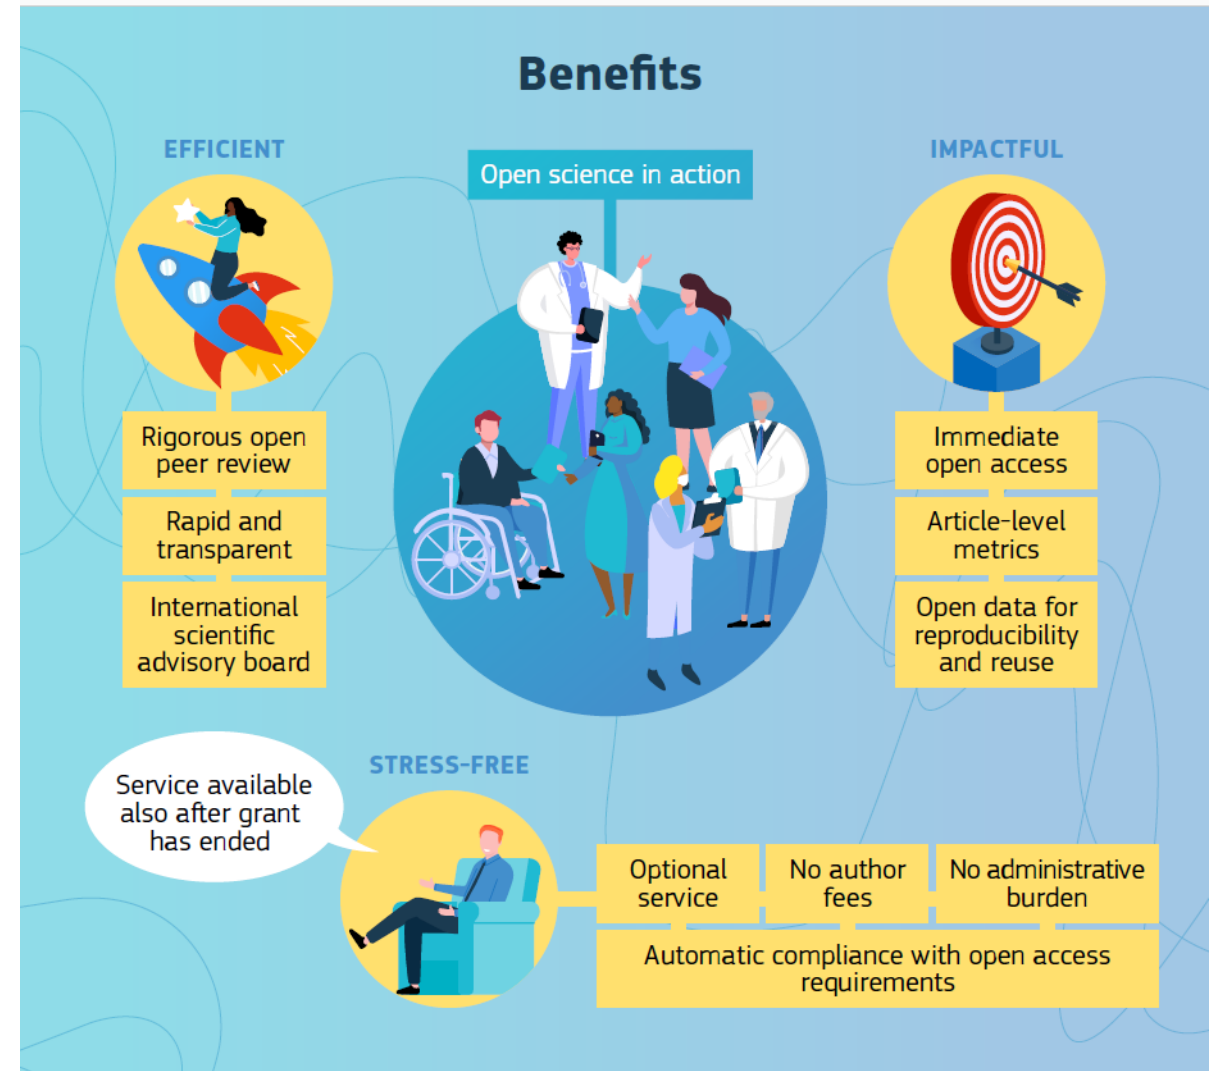 Benefits
EFFICIENT
Rigorous open
peer review
Rapid and
transparent
International
scientific
advisory board
Open science in action
IMPACTFUL
Immediate
open access
Article-level
metrics
Open data for
reproducibility
and reuse
STRESS-FREE
Service available
also after grant
has ended
Optional
service
No author
fees
No administrative
burden
Automatic compliance with open access
requirements